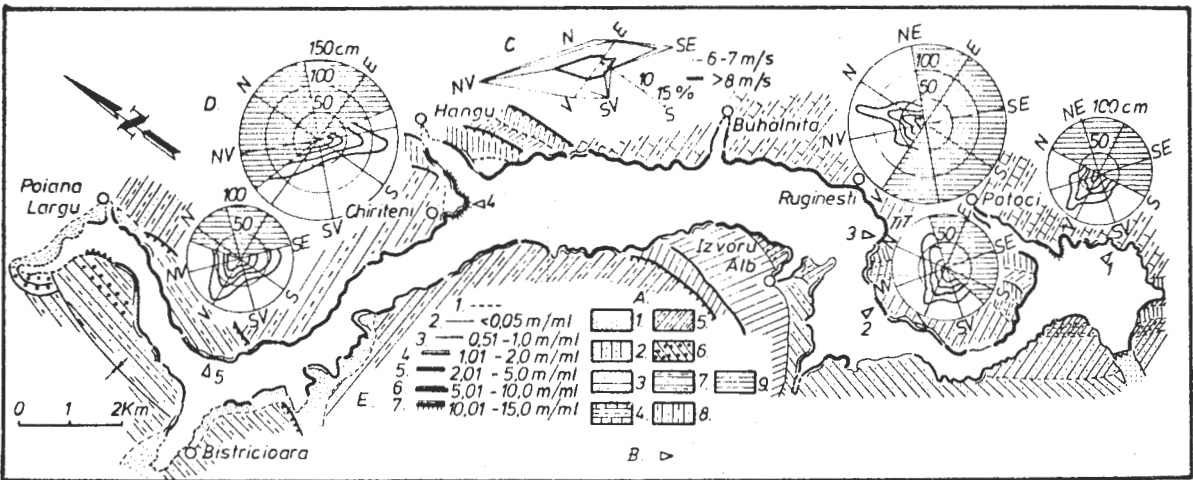 150cm
100
50
N
E
S
SV
V
NV
D
C
N
E
SE
S
SV
V
NV
10
15 %
6-7 m/s
>8 m/s
NE
E
SE
S
V
NV
N
100
50
NE 100 cm
50
N
SE
SV
V
Hangu
Buhalnita
Poiana
Largu
Chiriteni
4
Ruginesti
Potoci
3
2
1
Izvoru
Alb
100
50
N
SE
S
SV
V
NV
50
E
SE
S
SV
N
5
Bistricioara
0 1 2Km
E.
1.
2. <0,05 m/ml
3 0,51-1,0 m/ml
4 1,01-2,0 m/ml
5. 2,01-5,0 m/ml
6 5,01-10,0 m/ml
7. 10,01-15,0 m/ml
A.
1. 5.
2. 6.
3 7. 9.
4. 8.
B.